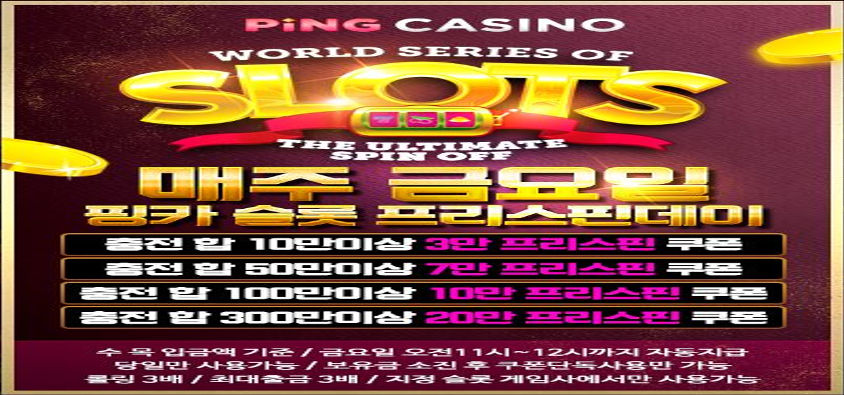 PiNG CASINO
WORLD SERIES OF
SLOTS
THE ULTIMATE
SPIN OFF
매주 금요일
핑카 슬롯 프리스핀데이
충전 합 10만이상 3만 프리스핀 쿠폰
충전 합 50만이상 7만 프리스핀 쿠폰
충전 합 100만이상 10만 프리스핀 쿠폰
충전 합 300만이상 20만 프리스핀 쿠폰
수 목 입금액 기준 / 금요일 오전11시~12시까지 자동지급
당일만 사용가능 / 보유금 소진 후 쿠폰단독사용만 가능
롤링 3배 / 최대출금 3배 / 지정 슬롯 게임사에서만 사용가능